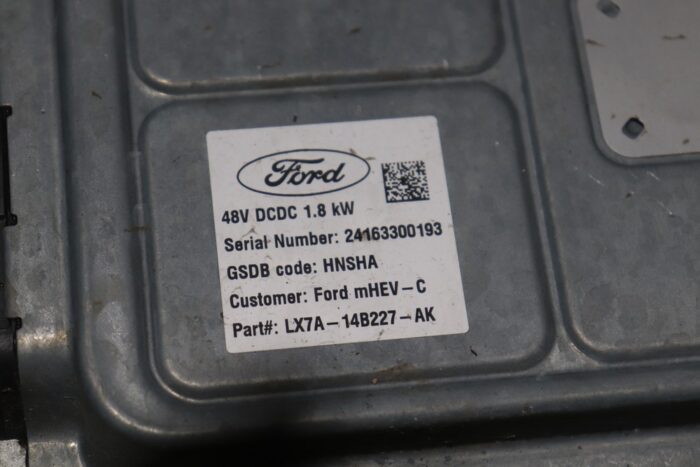 Ford
48V DCDC 1.8 kW
Serial Number: 24163300193
GSDB code: HNSHA
Customer: Ford mHEV-C
Part#: LX7A-14B227-AK